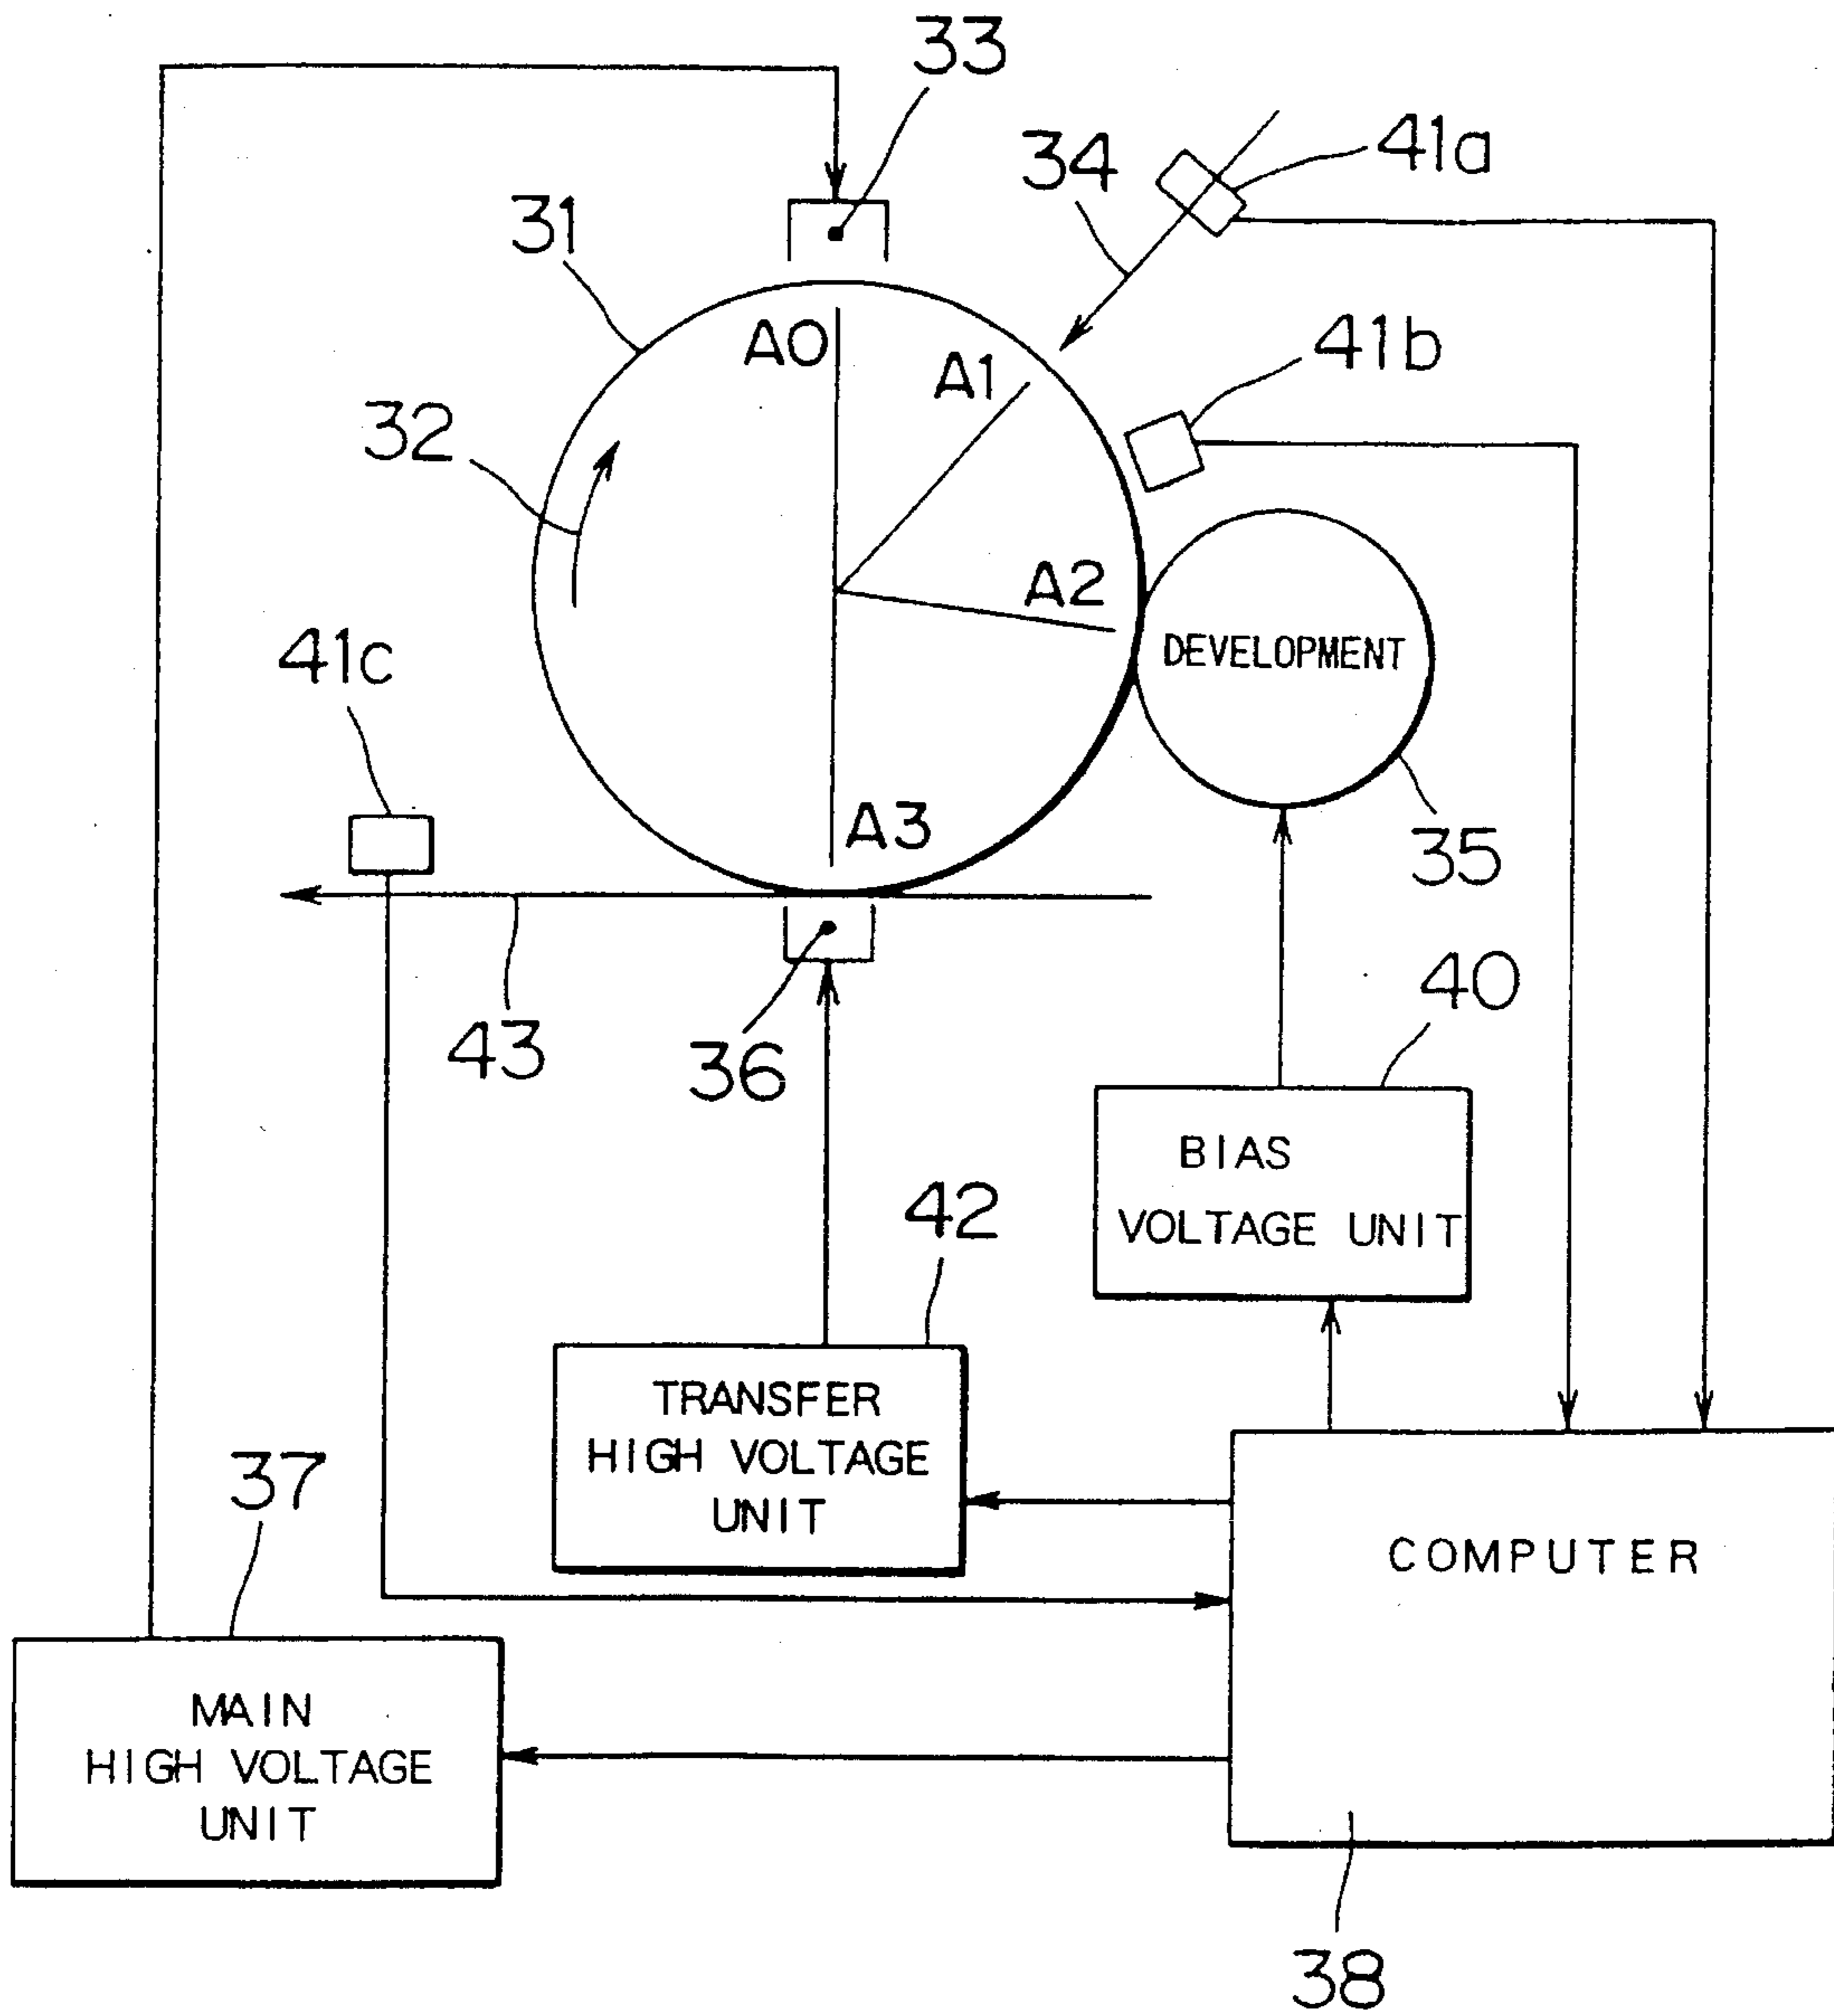 33
34
41a
31
A0
A1
41b
32
A2
DEVELOPMENT
41c
A3
35
43
36
40
BIAS
VOLTAGE UNIT
42
TRANSFER
HIGH VOLTAGE
UNIT
37
COMPUTER
MAIN
HIGH VOLTAGE
UNIT
38